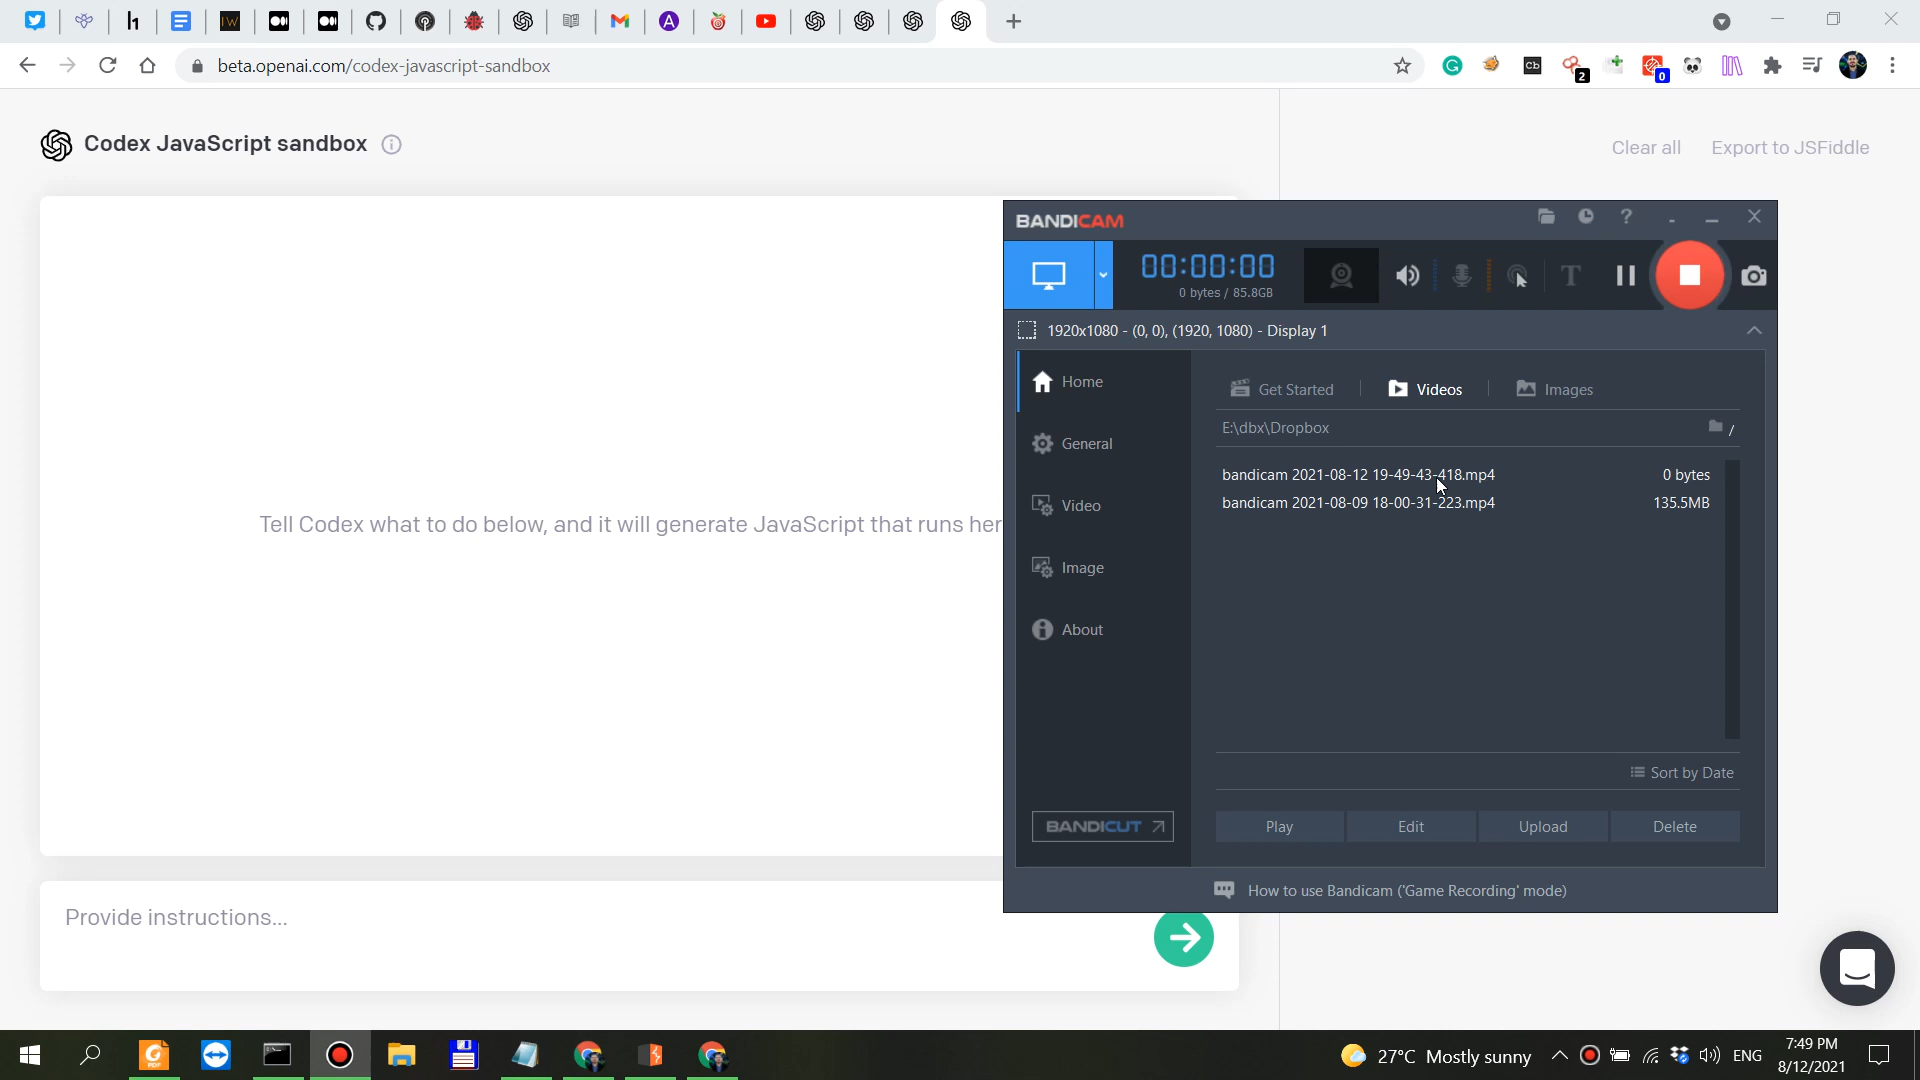 beta.openai.com/codex-javascript-sandbox
2
0
Codex JavaScript sandbox
Clear all
Export to JSFiddle
Tell Codex what to do below, and it will generate JavaScript that runs her
Provide instructions...
BANDICAM
00:00:00
0 bytes / 85.8GB
1920x1080 - (0, 0), (1920, 1080) - Display 1
Home
General
Video
Image
About
Get Started
Videos
Images
E:\dbx\Dropbox
bandicam 2021-08-12 19-49-43-418.mp4 0 bytes
bandicam 2021-08-09 18-00-31-223.mp4 135.5MB
Sort by Date
BANDICUT
Play
Edit
Upload
Delete
How to use Bandicam ('Game Recording' mode)
27°C Mostly sunny
ENG
7:49 PM
8/12/2021